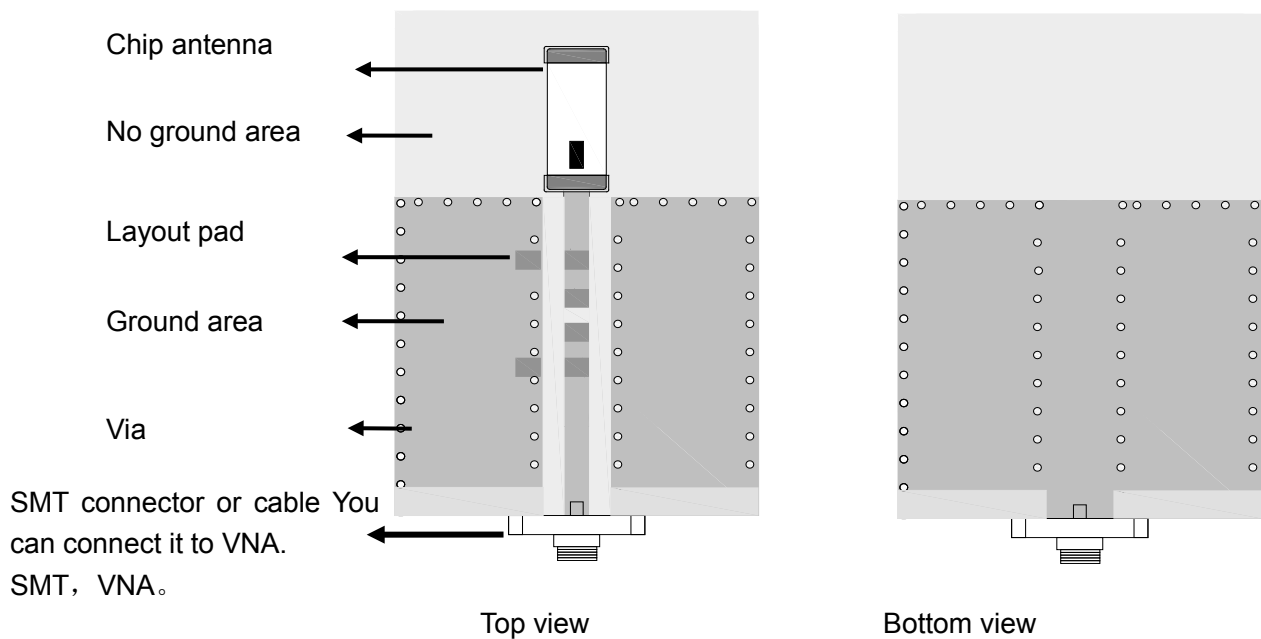 Chip antenna
No ground area
Layout pad
Ground area
Via
SMT connector or cable You
can connect it to VNA.
SMT，VNA。
Top view
Bottom view